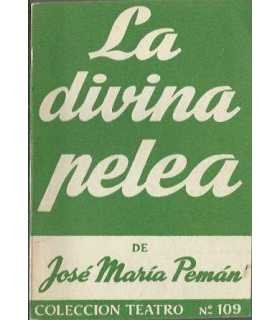 La
divina
pelea
DE
José María Pemán
COLECCION TEATRO Nº 109